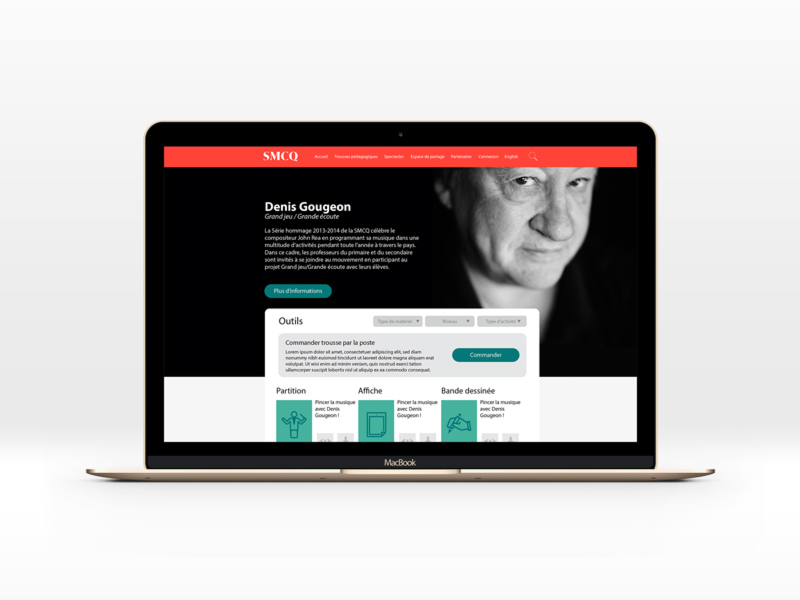 SMCQ
Accueil Trousses pédagogiques Spectacles Espace de partage Partenaires Connexion English
Denis Gougeon
Grand jeu / Grande écoute
La Série hommage 2013-2014 de la SMCQ célèbre le
compositeur John Rea en programmant sa musique dans une
multitude d'activités pendant toute l'année à travers le pays.
Dans ce cadre, les professeurs du primaire et du secondaire
sont invités à se joindre au mouvement en participant au
projet Grand Jeu/Grande écoute avec leurs élèves.
Plus d'informations
Outils
Type de matériel
Niveau
Type d'activité
Commander trousse par la poste
Lorem ipsum dolor sit amet, consectetuer adipiscing elit, sed diam
nonummy nibh euismod tincidunt ut laoreet dolore magna aliquam erat
volutpat. Ut wisi enim ad minim veniam, quis nostrud exerci tation
ullamcorper suscipit lobortis nisl ut aliquip ex ea commodo consequat.
Commander
Partition
Pincer la musique
avec Denis
Gougeon !
Affiche
Pincer la musique
avec Denis
Gougeon !
Bande dessinée
Pincer la musique
avec Denis
Gougeon !
MacBook